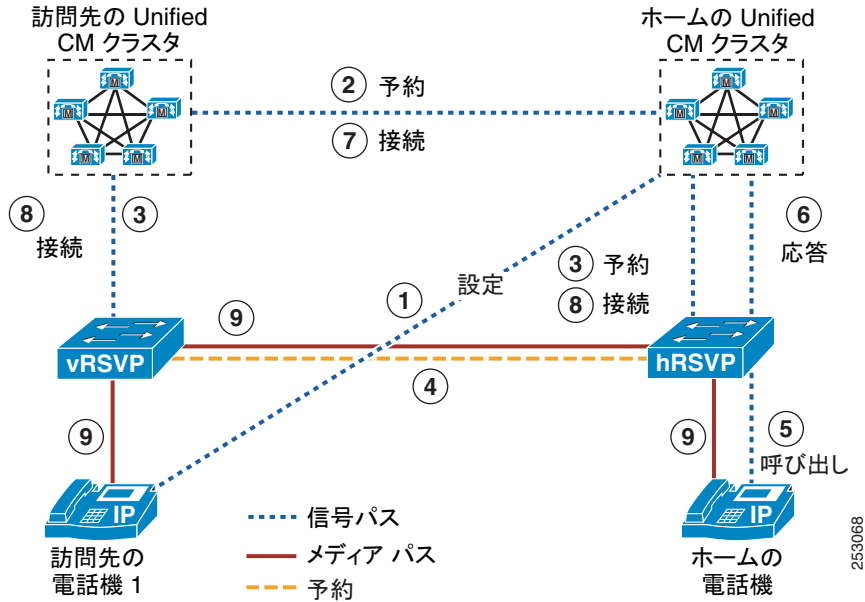 訪問先の Unified
CM クラスタ
ホームの Unified
CM クラスタ
M
M
M
M
M
M
M
M
M
M
2 予約
7 接続
8
3
接続
6
応答
3 予約
8 接続
設定
1
9
vRSVP
hRSVP
4
9
9
5
呼び出し
IP
IP
訪問先の
電話機 1
ホームの
電話機
信号パス
メディア パス
予約
253068